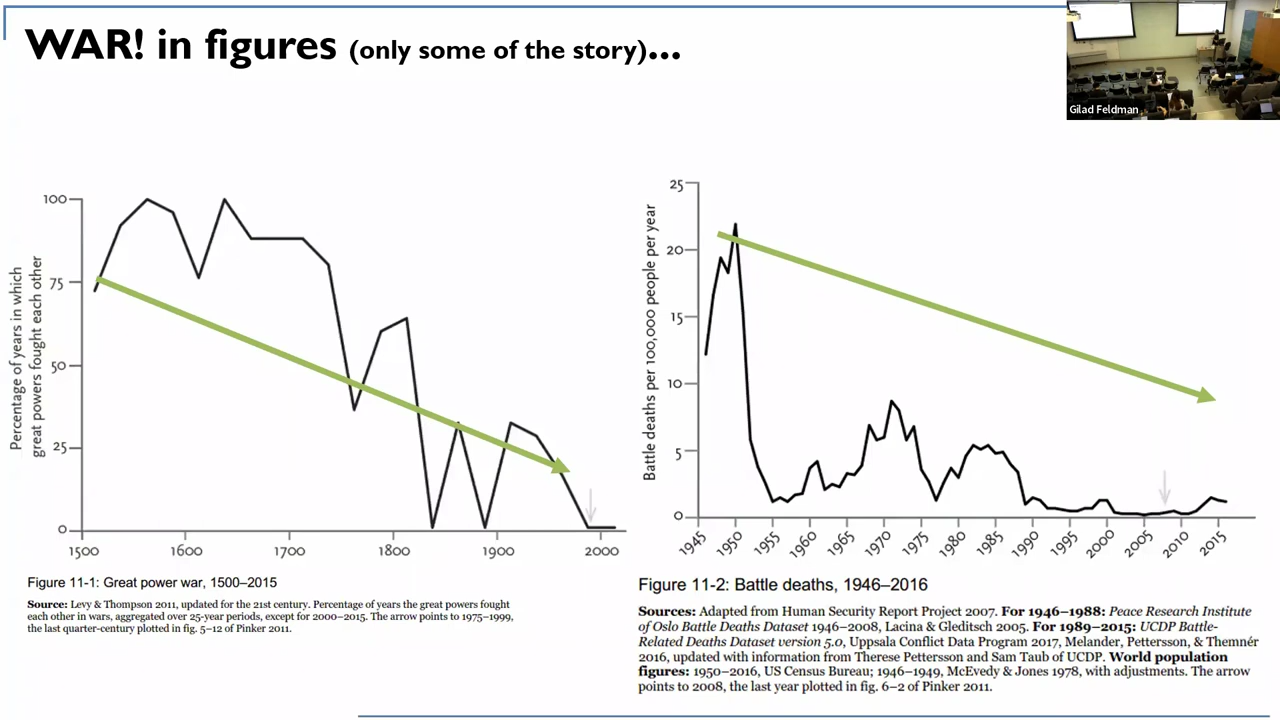 WAR! in figures (only some of the story)...
Gilad Feldman
Percentage of years in which
great powers fought each other
100
75
50
25
0
1500
1600
1700
1800
1900
2000
Figure 11-1: Great power war, 1500–2015
Source: Levy & Thompson 2011, updated for the 21st century. Percentage of years the great powers fought
each other in wars, aggregated over 25-year periods, except for 2000–2015. The arrow points to 1975–1999,
the last quarter-century plotted in fig. 5–12 of Pinker 2011.
Battle deaths per 100,000 people per year
25
20
15
10
5
0
1945
1950
1955
1960
1965
1970
1975
1980
1985
1990
1995
2000
2005
2010
2015
Figure 11-2: Battle deaths, 1946–2016
Sources: Adapted from Human Security Report Project 2007. For 1946–1988: Peace Research Institute
of Oslo Battle Deaths Dataset 1946–2008, Lacina & Gleditsch 2005. For 1989–2015: UCDP Battle-
Related Deaths Dataset version 5.0, Uppsala Conflict Data Program 2017, Melander, Pettersson, & Themnér
2016, updated with information from Therese Pettersson and Sam Taub of UCDP. World population
figures: 1950–2016, US Census Bureau; 1946–1949, McEvedy & Jones 1978, with adjustments. The arrow
points to 2008, the last year plotted in fig. 6–2 of Pinker 2011.